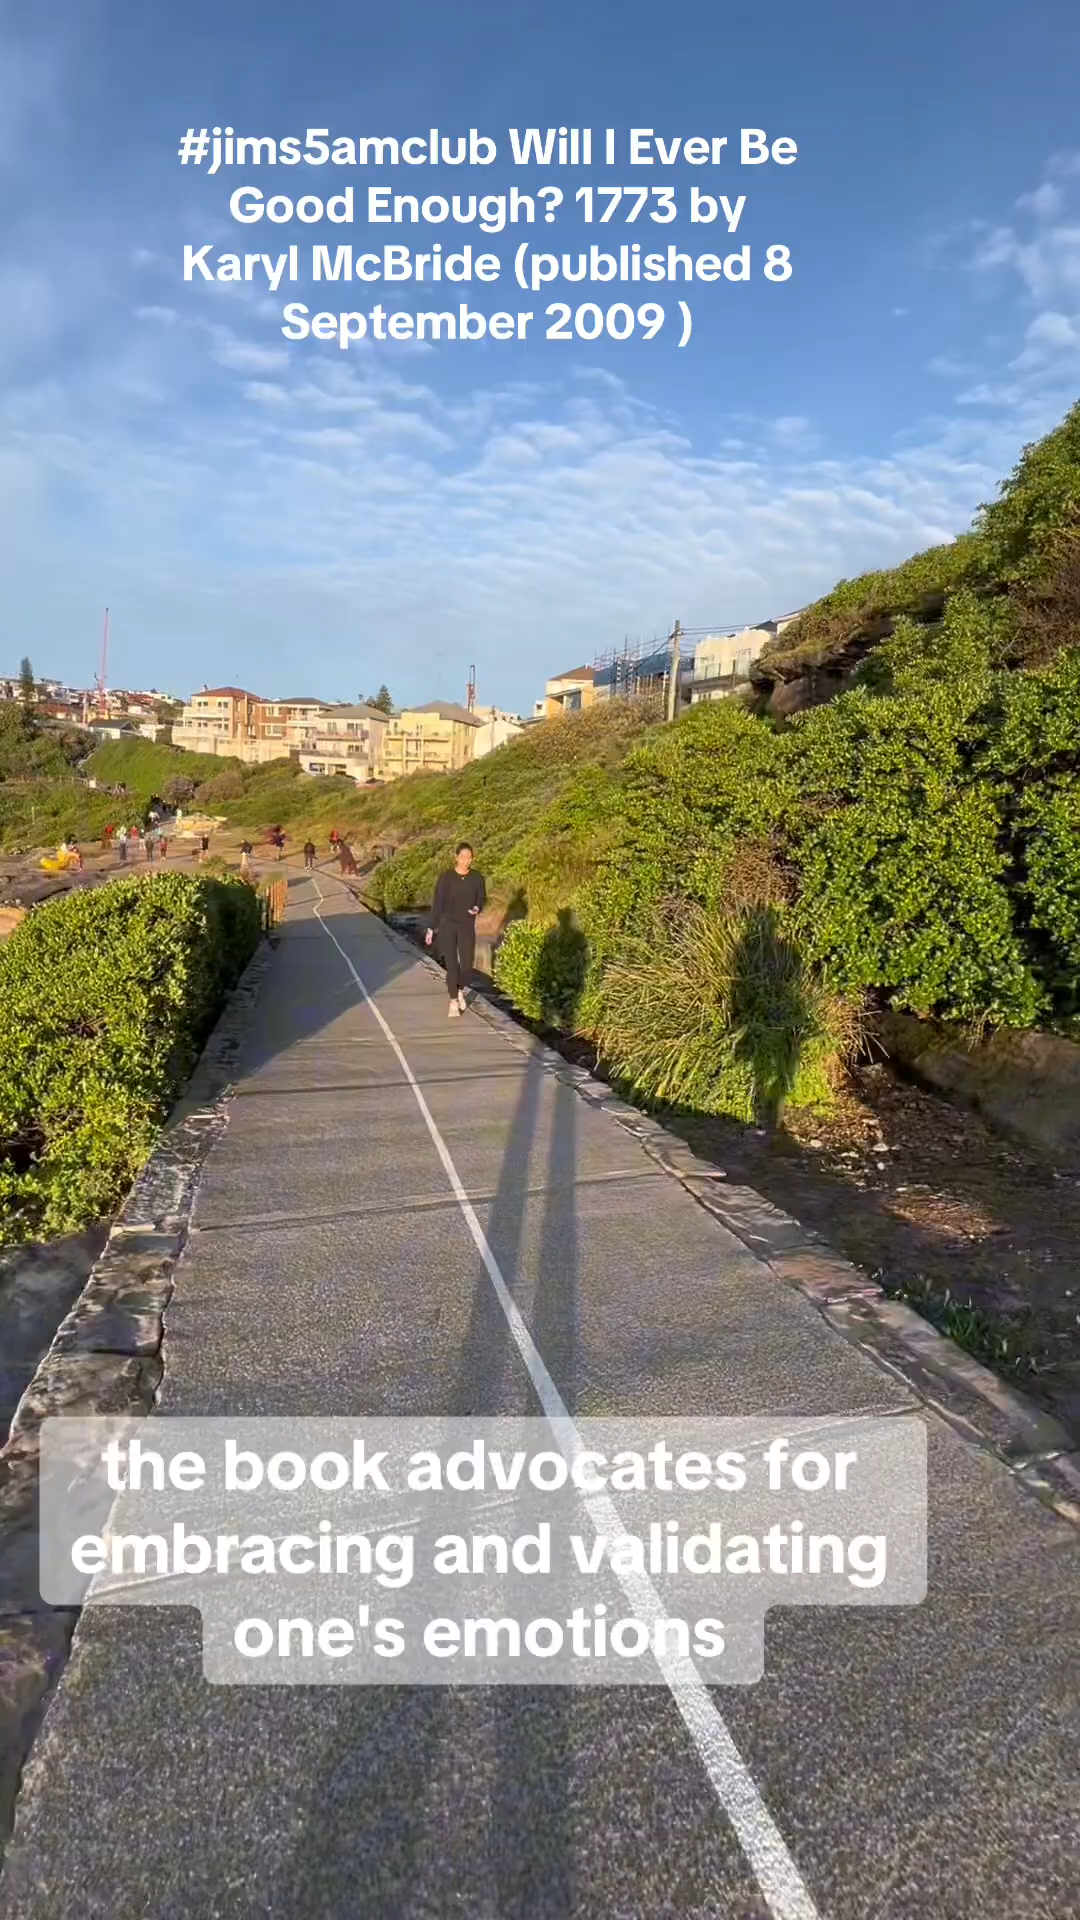 #jims5amclub Will I Ever Be
Good Enough? 1773 by
Karyl McBride (published 8
September 2009 )
the book advocates for
embracing and validating
one's emotions